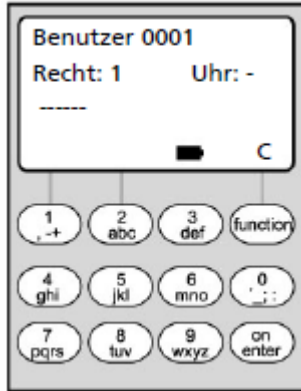 Benutzer 0001
Recht: 1 Uhr: -
------
C
1 2 3 function
, -+ abc def
4 5 6 0
ghi jkl mno '_; :
7 8 9 on
pqrs tuv wxyz enter